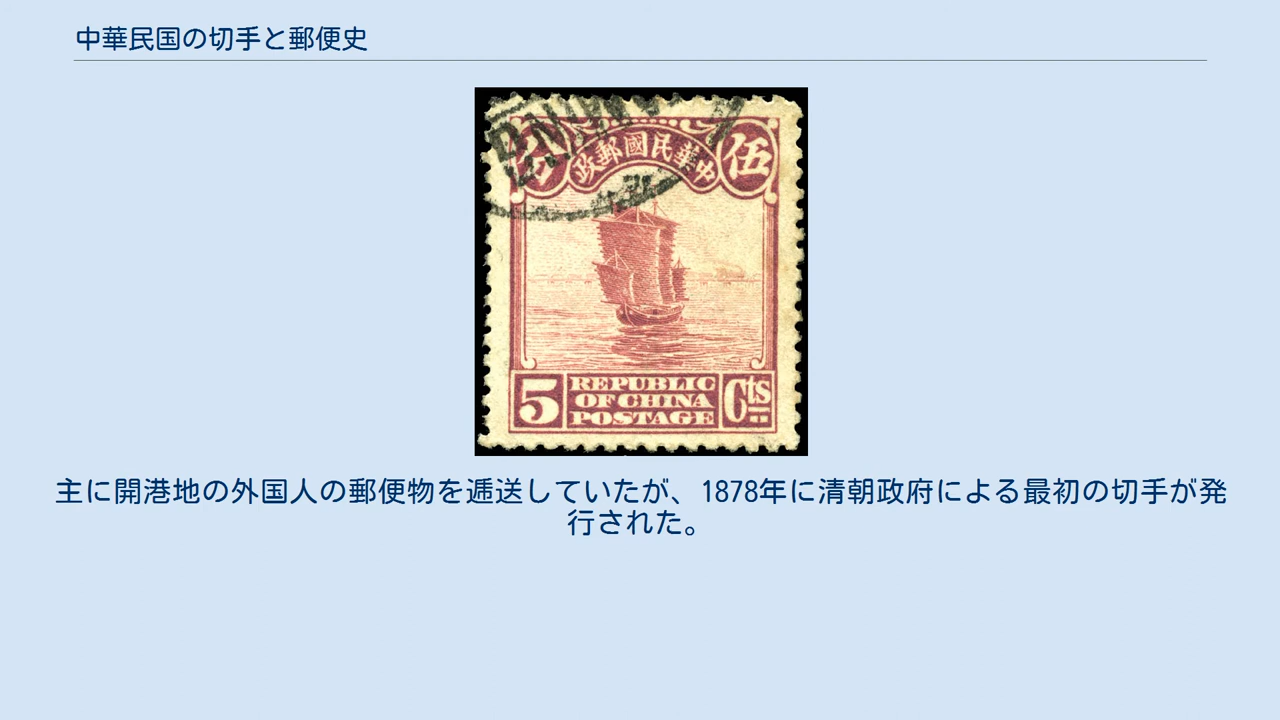 中華民国の切手と郵便史
分
政郵國民華中
伍
5
REPUBLIC
OF CHINA
POSTAGE
Cts
主に開港地の外国人の郵便物を逓送していたが、1878年に清朝政府による最初の切手が発
行された。